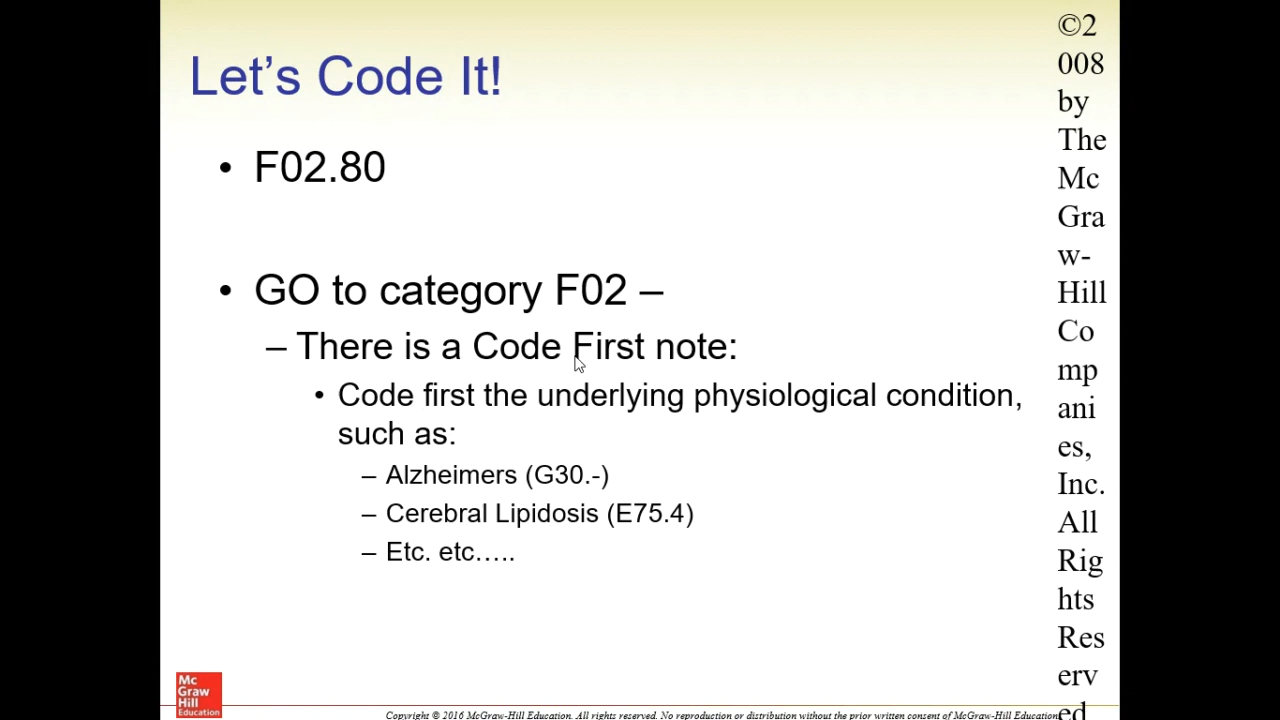 Let's Code It!
• F02.80
• GO to category F02 –
– There is a Code First note:
• Code first the underlying physiological condition,
such as:
– Alzheimers (G30.-)
– Cerebral Lipidosis (E75.4)
– Etc. etc…..
©2
008
by
The
Mc
Gra
w-
Hill
Co
mp
ani
es,
Inc.
All
Rig
hts
Res
erv
ed
Mc
Graw
Hill
Education
Copyright © 2016 McGraw-Hill Education. All rights reserved. No reproduction or distribution without the prior written consent of McGraw-Hill Education.